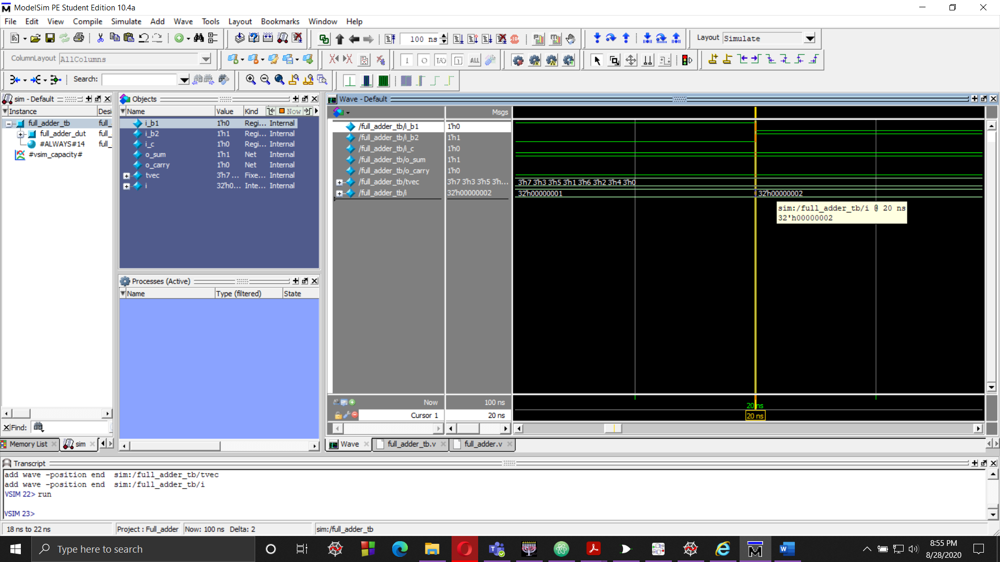 ModelSim PE Student Edition 10.4a
File Edit View Compile Simulate Add Wave Tools Layout Bookmarks Window Help
100 ns
Layout Simulate
ColumnLayout AllColumns
I/O
ALL
Search:
sim - Default
Instance Desi
full_adder_tb full_
full_adder_dut full_
#ALWAYS#14 full_
#vsim_capacity#
Find:
Memory List
sim
Objects
Name Value Kind Now
i_b1 1'h0 Regi... Internal
i_b2 1'h1 Regi... Internal
i_c 1'h0 Regi... Internal
o_sum 1'h1 Net Internal
o_carry 1'h0 Net Internal
tvec 3'h7 ... Fixe... Internal
i 32'h0... Inte... Internal
Processes (Active)
Name Type (filtered) State
Wave - Default
Msgs
/full_adder_tb/i_b1 1'h0
/full_adder_tb/i_b2 1'h1
/full_adder_tb/i_c 1'h0
/full_adder_tb/o_sum 1'h1
/full_adder_tb/o_carry 1'h0
/full_adder_tb/tvec 3'h7 3'h3 3'h5 3'h... 3'h7 3'h3 3'h5 3'h1 3'h6 3'h2 3'h4 3'h0
/full_adder_tb/i 32'h00000002 32'h00000001 32'h00000002
sim:/full_adder_tb/i @ 20 ns
32'h00000002
Now 100 ns 20 ns
Cursor 1 20 ns 20 ns
Wave full_adder_tb.v full_adder.v
Transcript
add wave -position end sim:/full_adder_tb/tvec
add wave -position end sim:/full_adder_tb/i
VSIM 22> run
VSIM 23>
18 ns to 22 ns Project : Full_adder Now: 100 ns Delta: 2 sim:/full_adder_tb
Type here to search
8:55 PM
8/28/2020